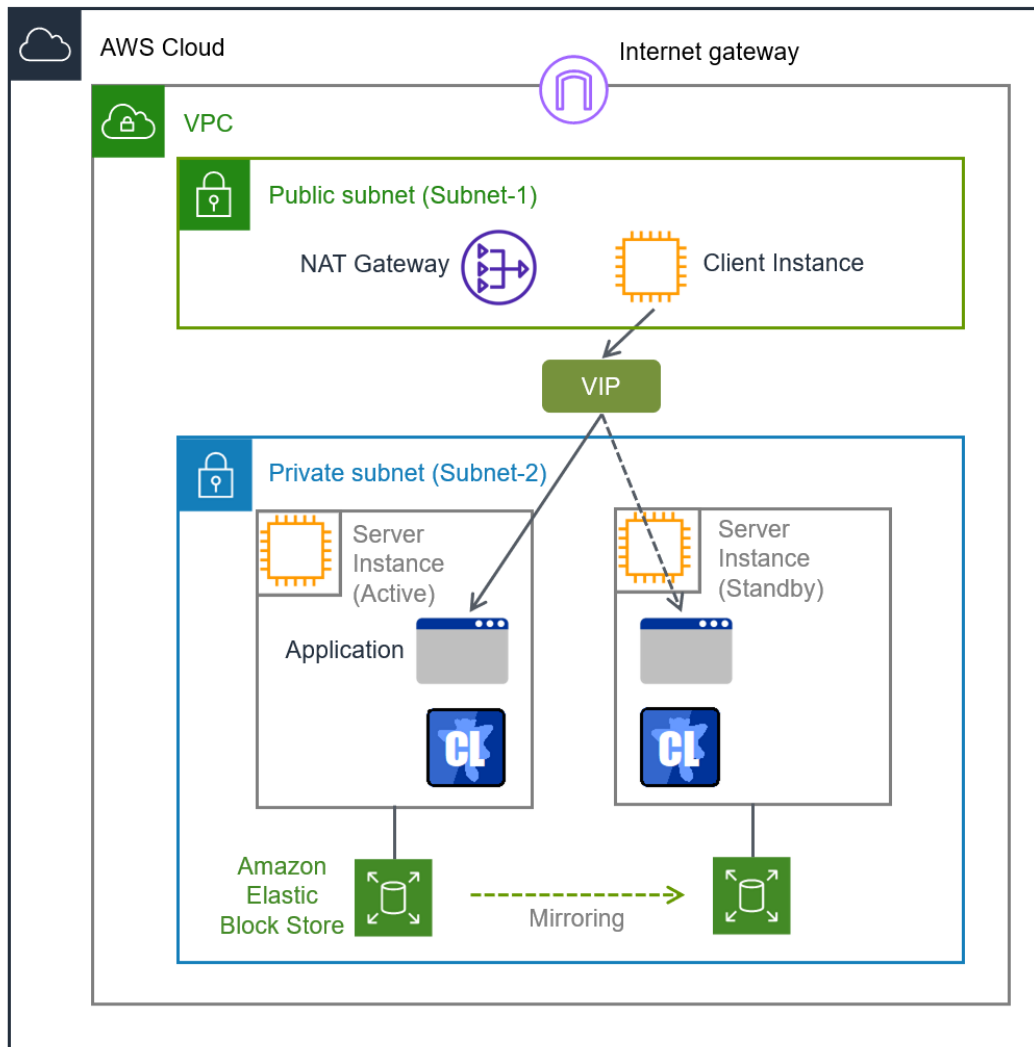 AWS Cloud
Internet gateway
VPC
Public subnet (Subnet-1)
NAT Gateway
Client Instance
VIP
Private subnet (Subnet-2)
Server
Instance
(Active)
Server
Instance
(Standby)
Application
CL
CL
Amazon
Elastic
Block Store
Mirroring